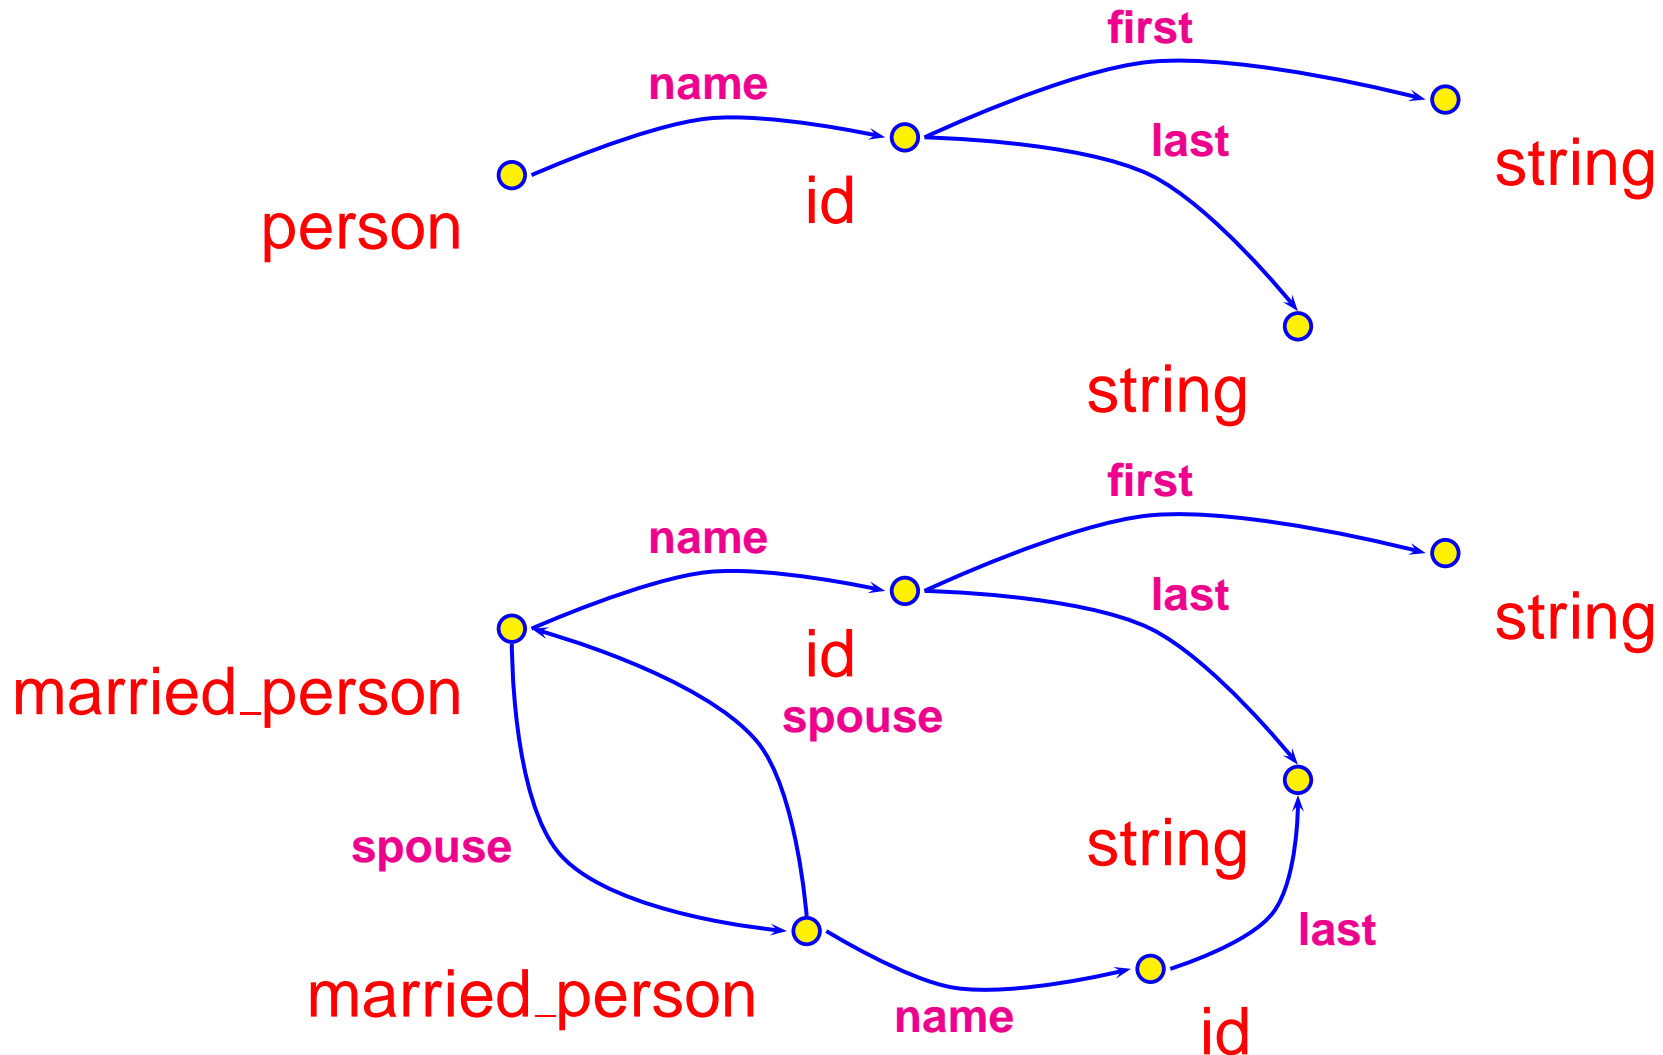 first
name
last
string
id
person
string
first
name
last
string
id
married_person
spouse
string
spouse
last
married_person
name
id